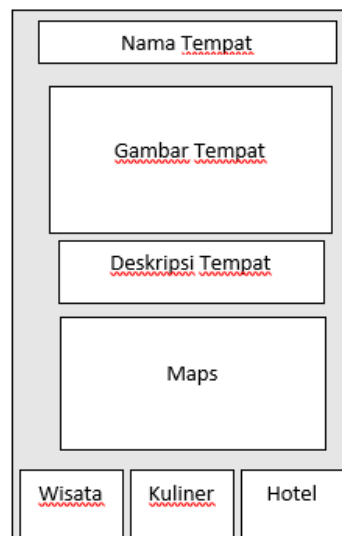 Nama Tempat
Gambar Tempat
Deskripsi Tempat
Maps
Wisata
Kuliner
Hotel